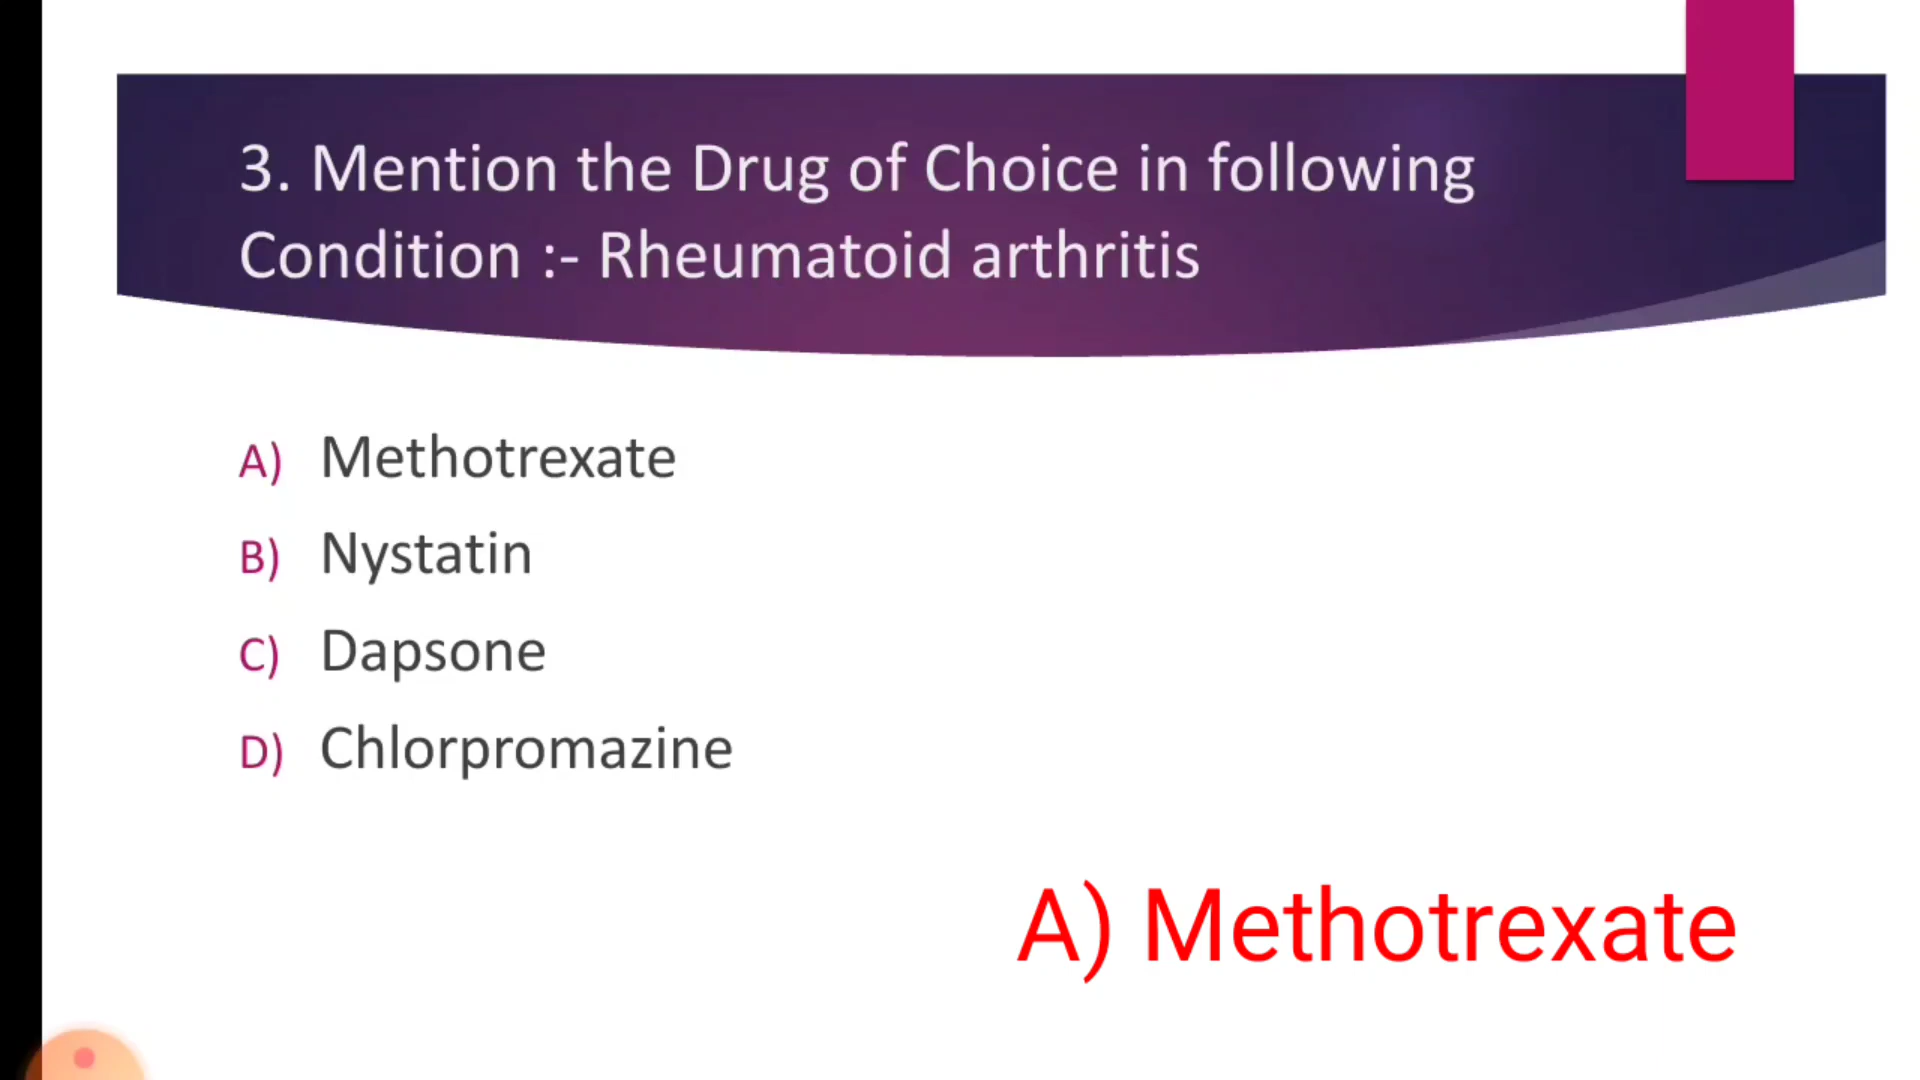 3. Mention the Drug of Choice in following
Condition :- Rheumatoid arthritis
A) Methotrexate
B) Nystatin
C) Dapsone
D) Chlorpromazine
A) Methotrexate